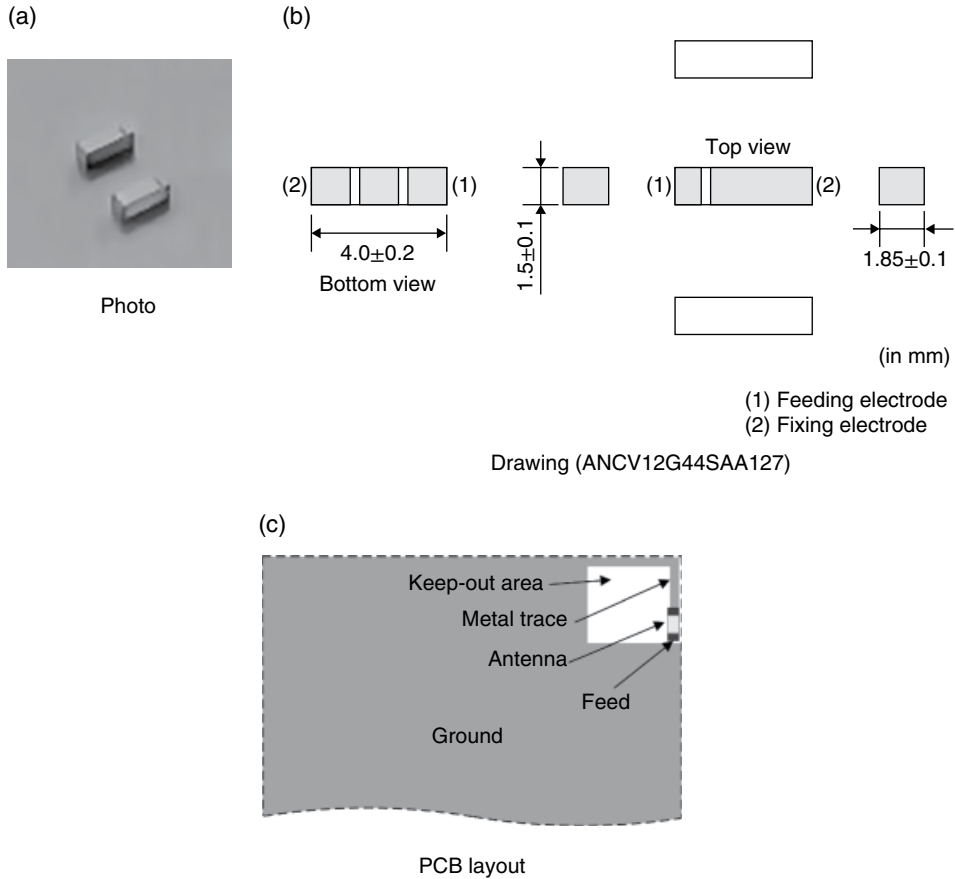 (a)
Photo
(b)
Top view
(2)
(1)
(1)
(2)
4.0±0.2
Bottom view
1.5±0.1
1.85±0.1
(in mm)
(1) Feeding electrode
(2) Fixing electrode
Drawing (ANCV12G44SAA127)
(c)
Keep-out area
Metal trace
Antenna
Feed
Ground
PCB layout